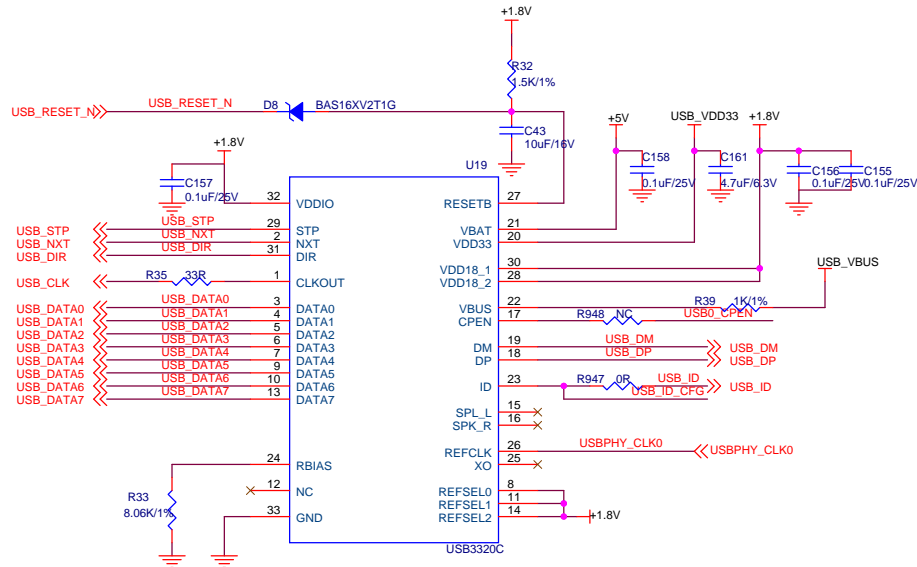 +1.8V
R32
1.5K/1%
USB_RESET_N
USB_RESET_N
D8
BAS16XV2T1G
C43
10uF/16V
+5V
USB_VDD33
+1.8V
+1.8V
C157
0.1uF/25V
C158
0.1uF/25V
C161
4.7uF/6.3V
C156
0.1uF/25V
C155
0.1uF/25V
U19
32
VDDIO
RESETB
27
USB_STP
USB_STP
29
STP
VBAT
21
USB_NXT
USB_NXT
2
NXT
VDD33
20
USB_DIR
USB_DIR
31
DIR
VDD18_1
30
USB_CLK
R35
33R
1
CLKOUT
VDD18_2
28
USB_VBUS
USB_DATA0
USB_DATA0
3
DATA0
VBUS
22
R39
1K/1%
USB_DATA1
USB_DATA1
4
DATA1
CPEN
17
R948
NC
USB0_CPEN
USB_DATA2
USB_DATA2
5
DATA2
USB_DATA3
USB_DATA3
6
DATA3
DM
19
USB_DM
USB_DM
USB_DATA4
USB_DATA4
7
DATA4
DP
18
USB_DP
USB_DP
USB_DATA5
USB_DATA5
9
DATA5
USB_DATA6
USB_DATA6
10
DATA6
ID
23
R947
0R
USB_ID
USB_ID
USB_DATA7
USB_DATA7
13
DATA7
USB_ID_CFG
SPL_L
15
SPK_R
16
REFCLK
26
USBPHY_CLK0
USBPHY_CLK0
24
RBIAS
XO
25
12
NC
REFSEL0
8
R33
8.06K/1%
REFSEL1
11
33
GND
REFSEL2
14
+1.8V
USB3320C